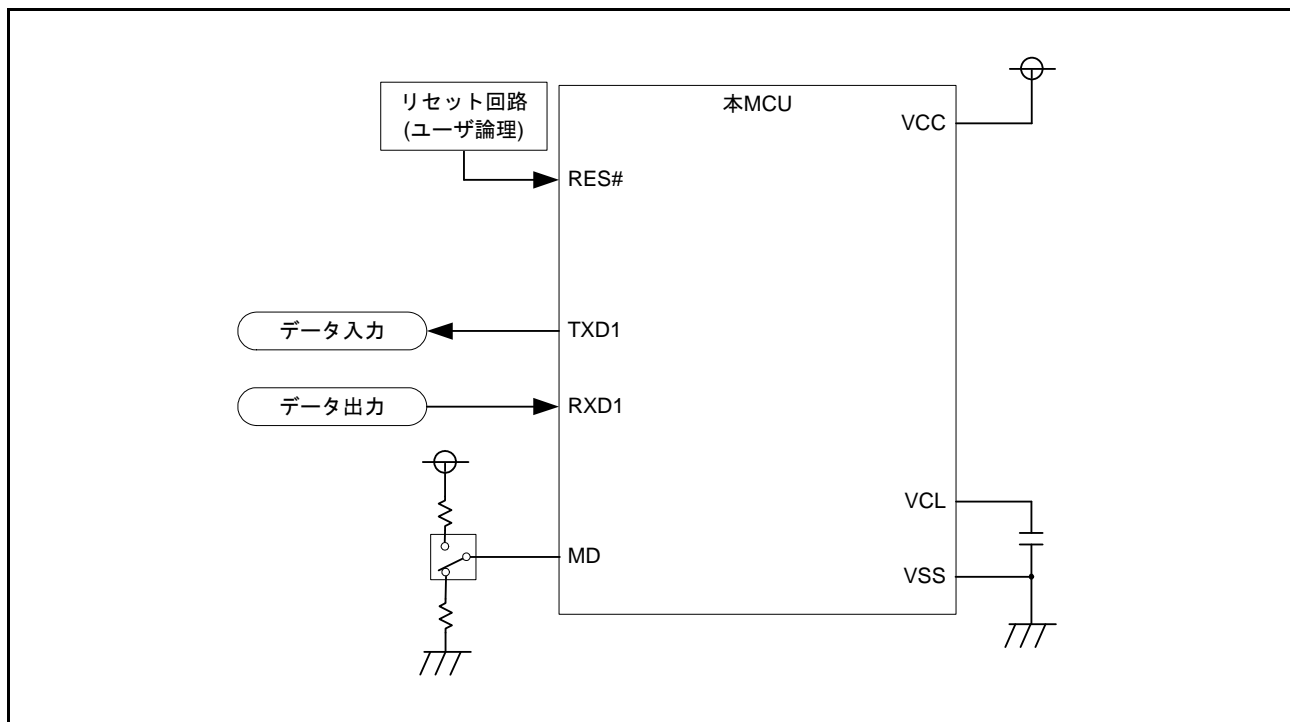 リセット回路
(ユーザ論理)
本MCU
VCC
RES#
データ入力
TXD1
データ出力
RXD1
VCL
MD
VSS